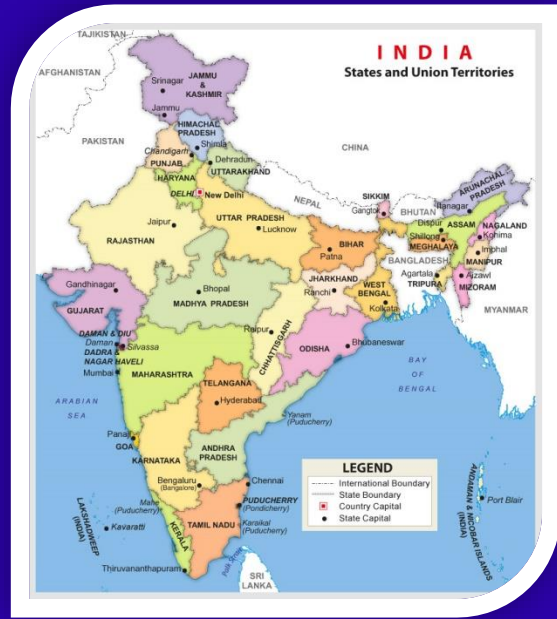 INDIA
States and Union Territories
TAJIKISTAN
AFGHANISTAN
PAKISTAN
CHINA
NEPAL
BHUTAN
BANGLADESH
MYANMAR
SRI
LANKA
JAMMU
&
KASHMIR
Srinagar
Jammu
HIMACHAL
PRADESH
Shimla
Chandigarh
PUNJAB
Dehradun
UTTARAKHAND
HARYANA
DELHI
New Delhi
RAJASTHAN
Jaipur
UTTAR PRADESH
Lucknow
BIHAR
Patna
SIKKIM
Gangtok
ARUNACHAL
PRADESH
Itanagar
Dispur
ASSAM
NAGALAND
Kohima
Shillong
MEGHALAYA
Imphal
MANIPUR
Agartala
TRIPURA
Aizawl
MIZORAM
Gandhinagar
GUJARAT
Bhopal
MADHYA PRADESH
JHARKHAND
Ranchi
WEST
BENGAL
Kolkata
DAMAN & DIU
Daman
Silvassa
DADRA &
NAGAR HAVELI
Mumbai
MAHARASHTRA
Raipur
CHHATTISGARH
ODISHA
Bhubaneswar
TELANGANA
Hyderabad
Yanam
(Puducherry)
ARABIAN
SEA
BAY
OF
BENGAL
Panaji
GOA
KARNATAKA
ANDHRA
PRADESH
Bengaluru
(Bangalore)
Chennai
Mahe
(Puducherry)
PUDUCHERRY
(Pondicherry)
TAMIL NADU
Karaikal
(Puducherry)
KERALA
Thiruvananthapuram
Palk Strait
LAKSHADWEEP
(INDIA)
Kavaratti
ANDAMAN & NICOBAR ISLANDS
(INDIA)
Port Blair
LEGEND
International Boundary
State Boundary
Country Capital
State Capital